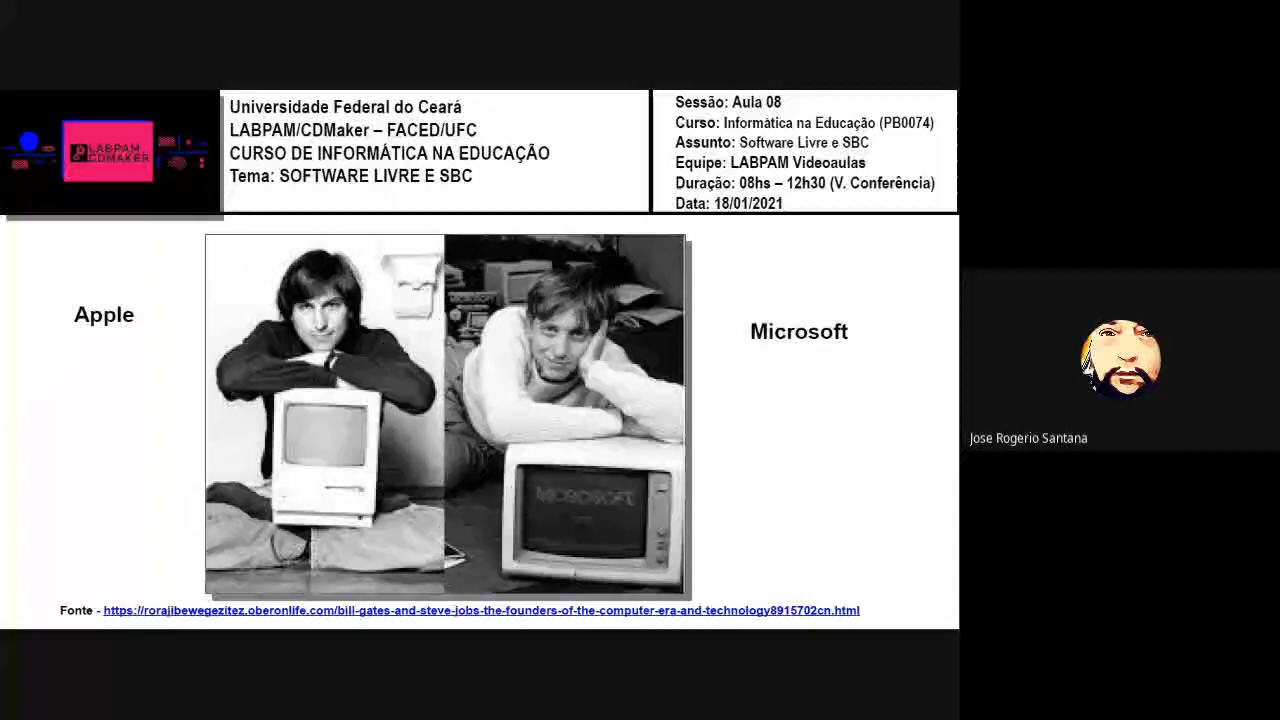 LABPAM
CDMAKER
Universidade Federal do Ceará
LABPAM/CDMaker – FACED/UFC
CURSO DE INFORMÁTICA NA EDUCAÇÃO
Tema: SOFTWARE LIVRE E SBC
Sessão: Aula 08
Curso: Informática na Educação (PB0074)
Assunto: Software Livre e SBC
Equipe: LABPAM Videoaulas
Duração: 08hs – 12h30 (V. Conferência)
Data: 18/01/2021
Apple
Microsoft
MICROSOFT
Jose Rogerio Santana
Fonte - https://rorajibewegezitez.oberonlife.com/bill-gates-and-steve-jobs-the-founders-of-the-computer-era-and-technology8915702cn.html